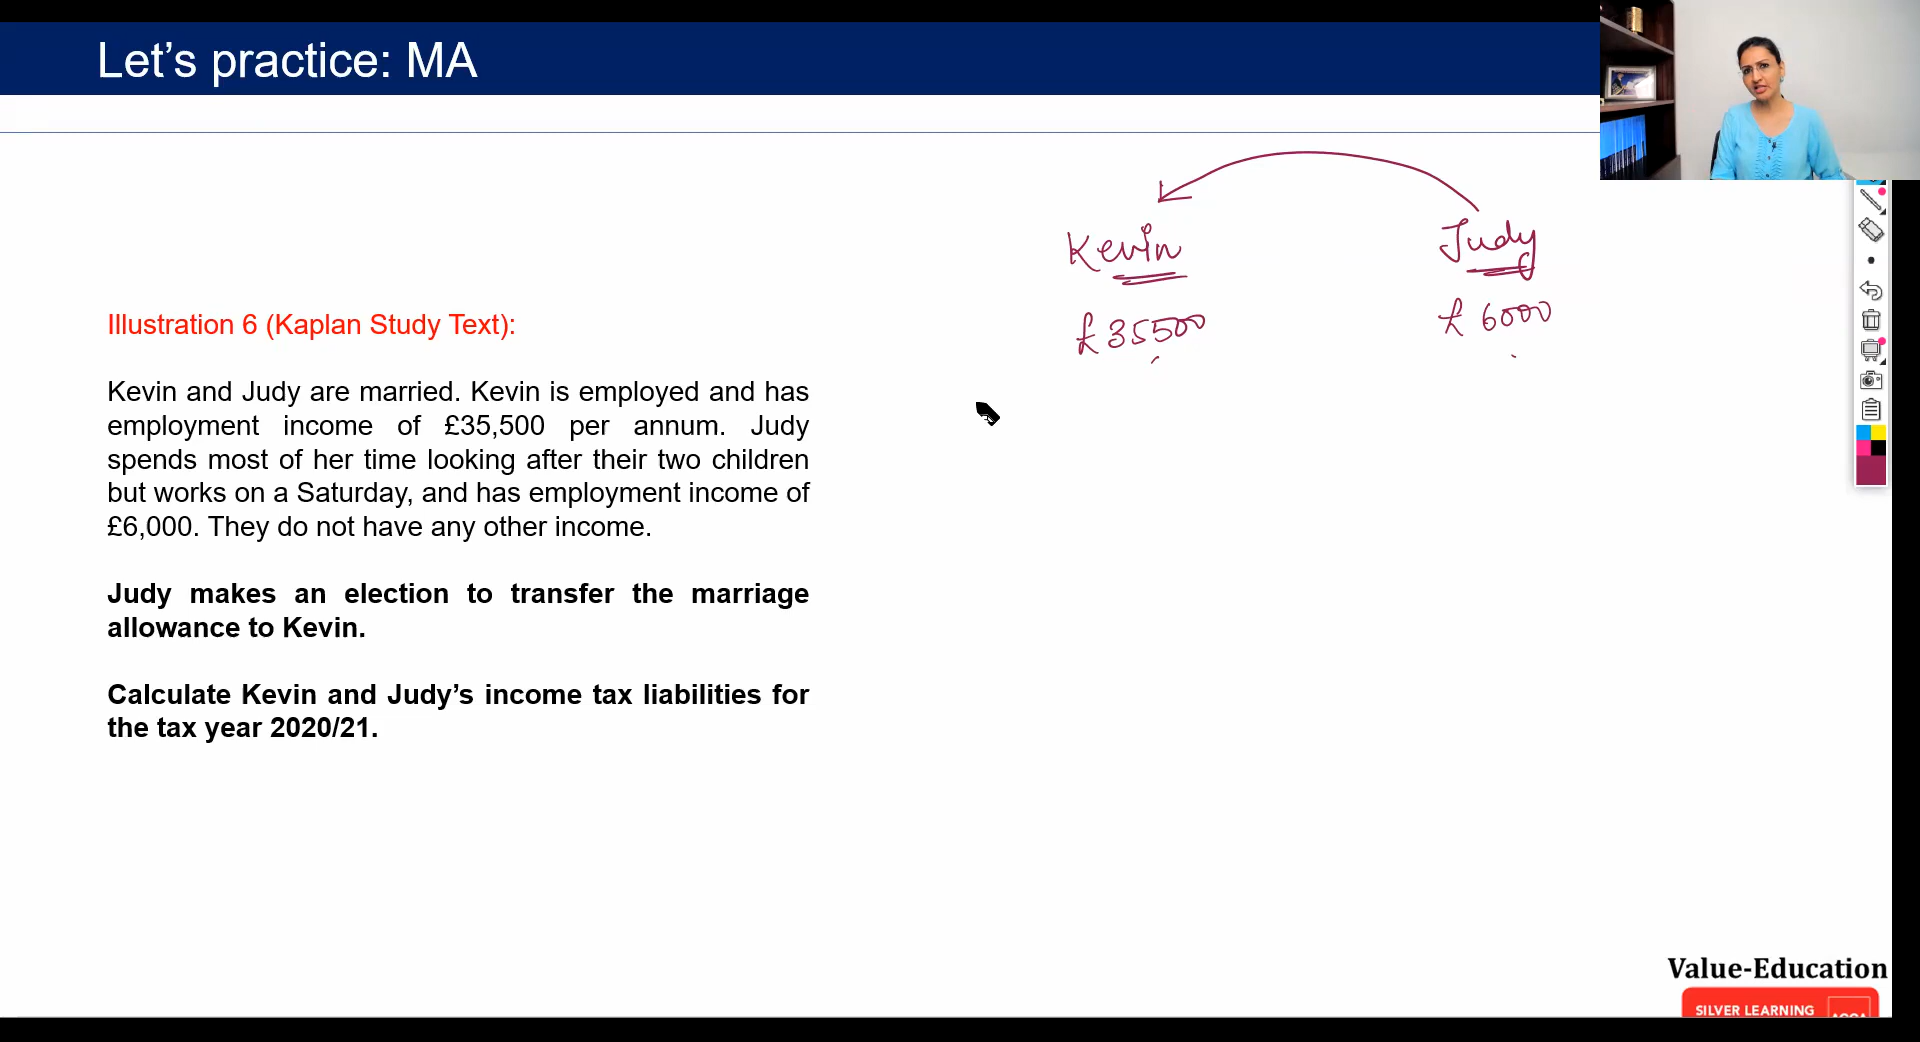 Let’s practice: MA
Kevin
Judy
£35500
£6000
Illustration 6 (Kaplan Study Text):
Kevin and Judy are married. Kevin is employed and has
employment income of £35,500 per annum. Judy
spends most of her time looking after their two children
but works on a Saturday, and has employment income of
£6,000. They do not have any other income.
Judy makes an election to transfer the marriage
allowance to Kevin.
Calculate Kevin and Judy’s income tax liabilities for
the tax year 2020/21.
Value-Education
SILVER LEARNING